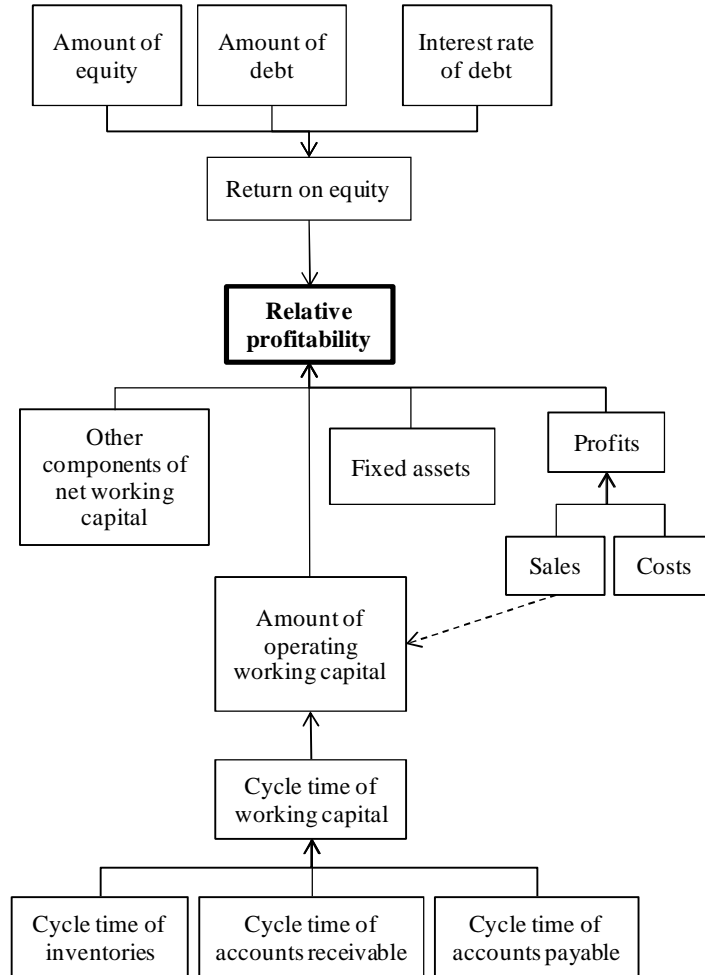 Amount of
equity
Amount of
debt
Interest rate
of debt
Return on equity
Relative
profitability
Other
components of
net working
capital
Fixed assets
Profits
Sales
Costs
Amount of
operating
working capital
Cycle time of
working capital
Cycle time of
inventories
Cycle time of
accounts receivable
Cycle time of
accounts payable